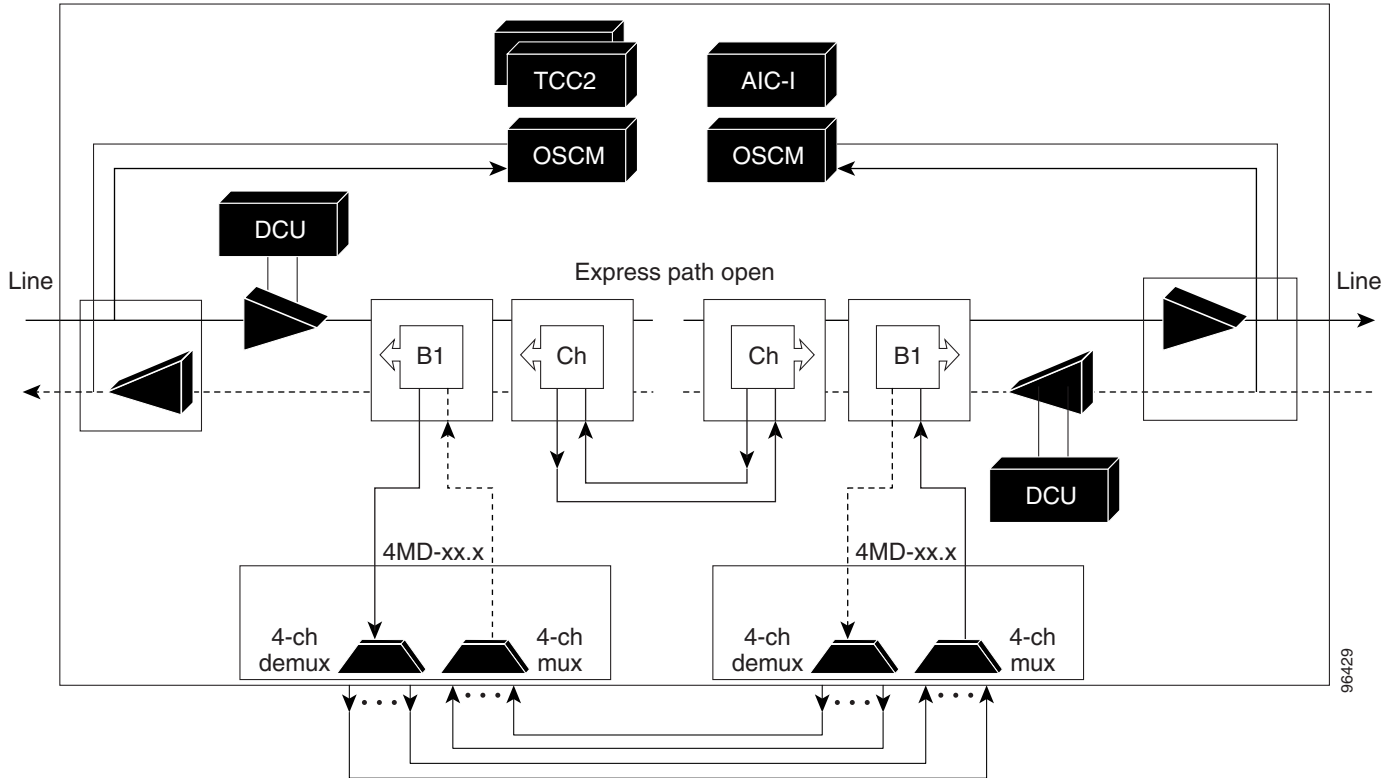 TCC2
AIC-I
OSCM
OSCM
DCU
Line
Express path open
Line
B1
Ch
Ch
B1
DCU
4MD-xx.x
4MD-xx.x
4-ch
demux
4-ch
mux
4-ch
demux
4-ch
mux
96429